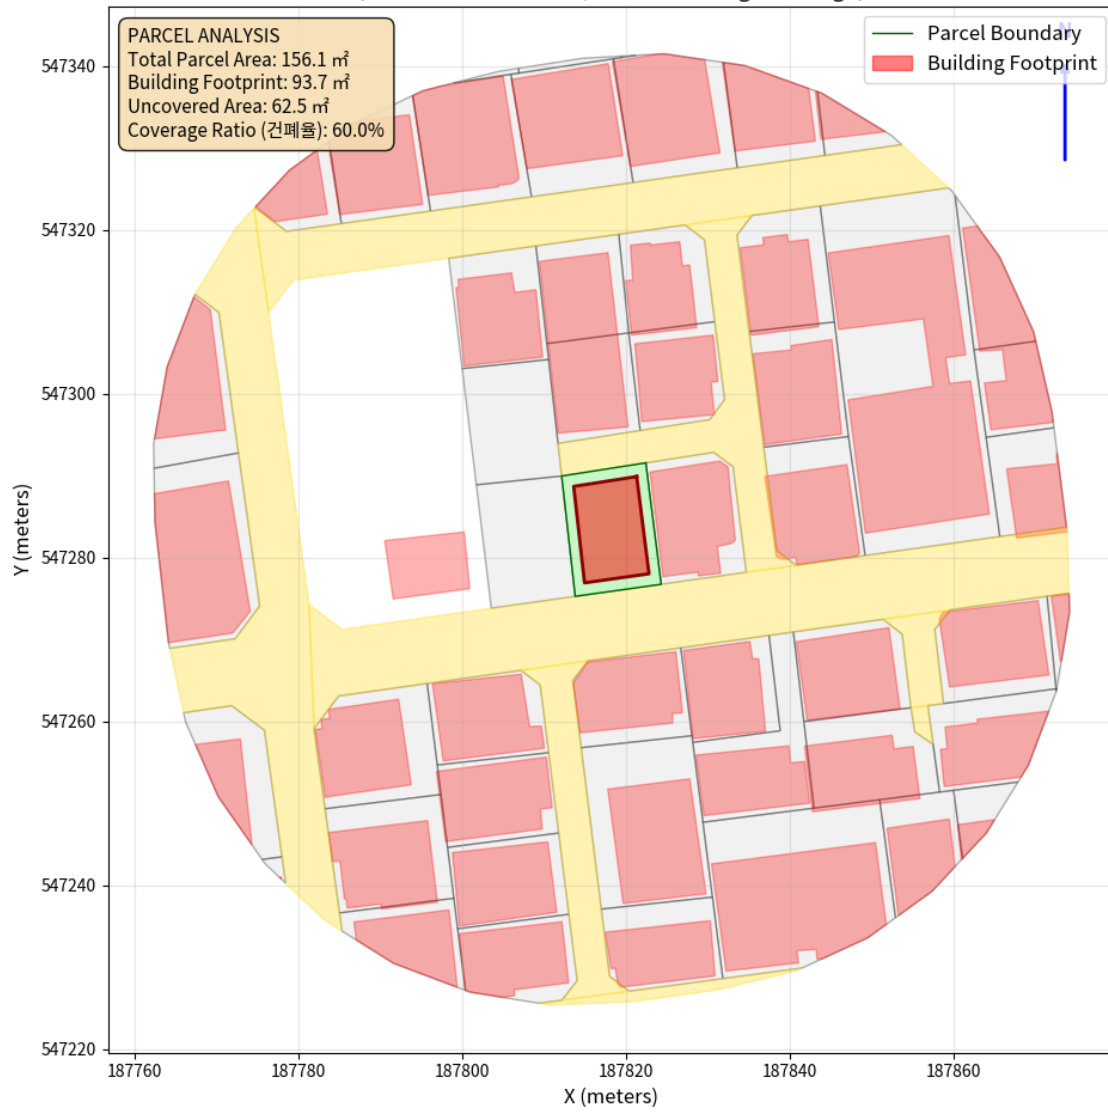 PARCEL ANALYSIS
Total Parcel Area: 156.1 ㎡
Building Footprint: 93.7 ㎡
Uncovered Area: 62.5 ㎡
Coverage Ratio (건폐율): 60.0%
Parcel Boundary
Building Footprint
N
547340
547320
547300
547280
547260
547240
547220
Y (meters)
187760 187780 187800 187820 187840 187860
X (meters)